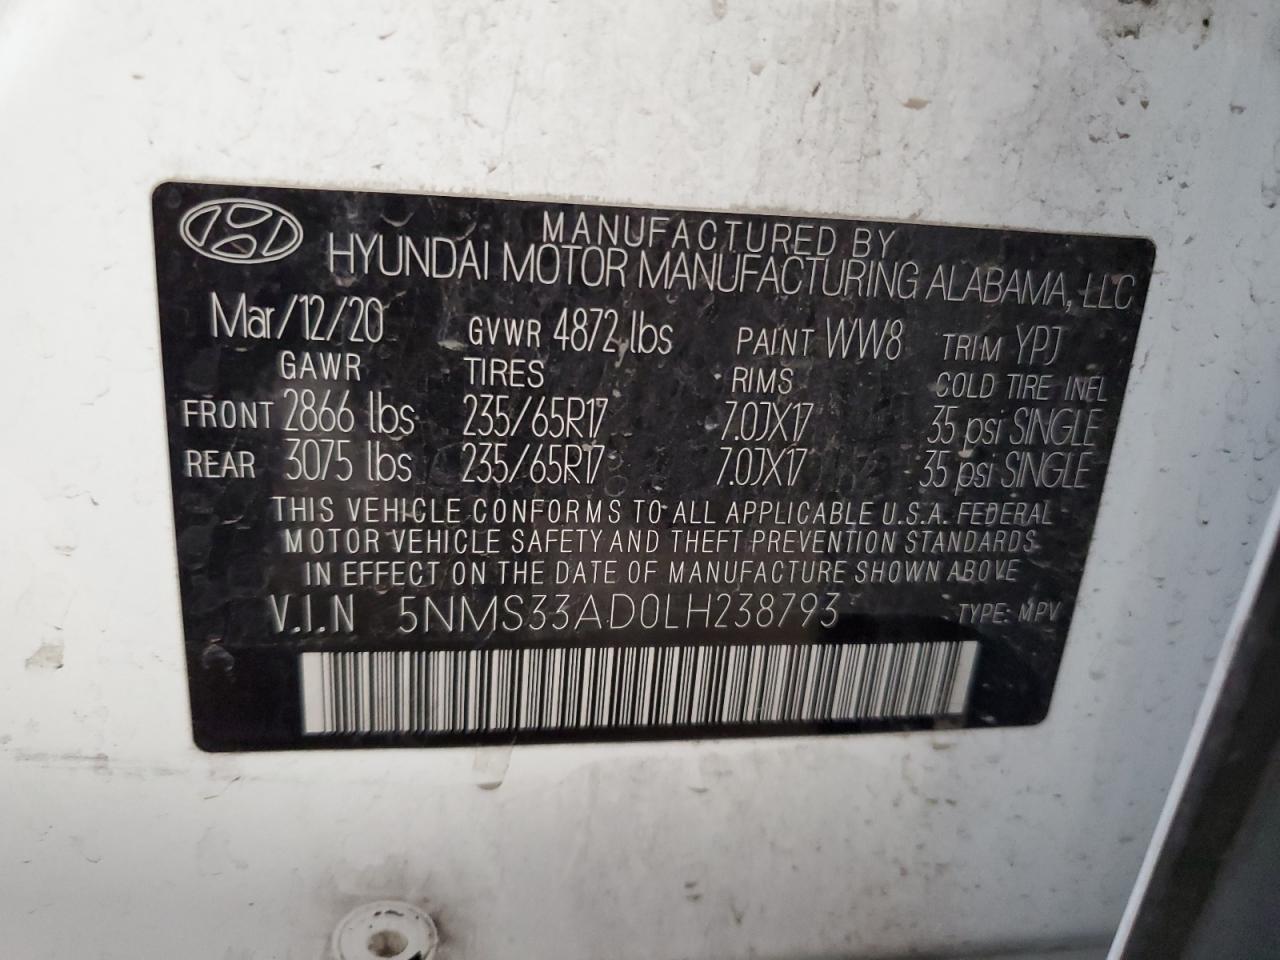 MANUFACTURED BY
HYUNDAI MOTOR MANUFACTURING ALABAMA, LLC
Mar/12/20 GVWR 4872 lbs PAINT WW8 TRIM YPJ
GAWR TIRES RIMS COLD TIRE INFL
FRONT 2866 lbs 235/65R17 7.0JX17 35 psi SINGLE
REAR 3075 lbs 235/65R17 7.0JX17 35 psi SINGLE
THIS VEHICLE CONFORMS TO ALL APPLICABLE U.S.A. FEDERAL
MOTOR VEHICLE SAFETY AND THEFT PREVENTION STANDARDS
IN EFFECT ON THE DATE OF MANUFACTURE SHOWN ABOVE
V.I.N 5NMS33AD0LH238793 TYPE: MPV